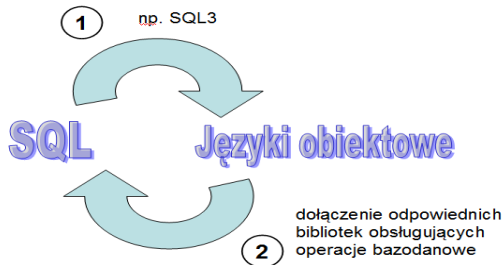 1
np. SQL3
SQL
Języki obiektowe
dołączenie odpowiednich
bibliotek obsługujących
operacje bazodanowe
2